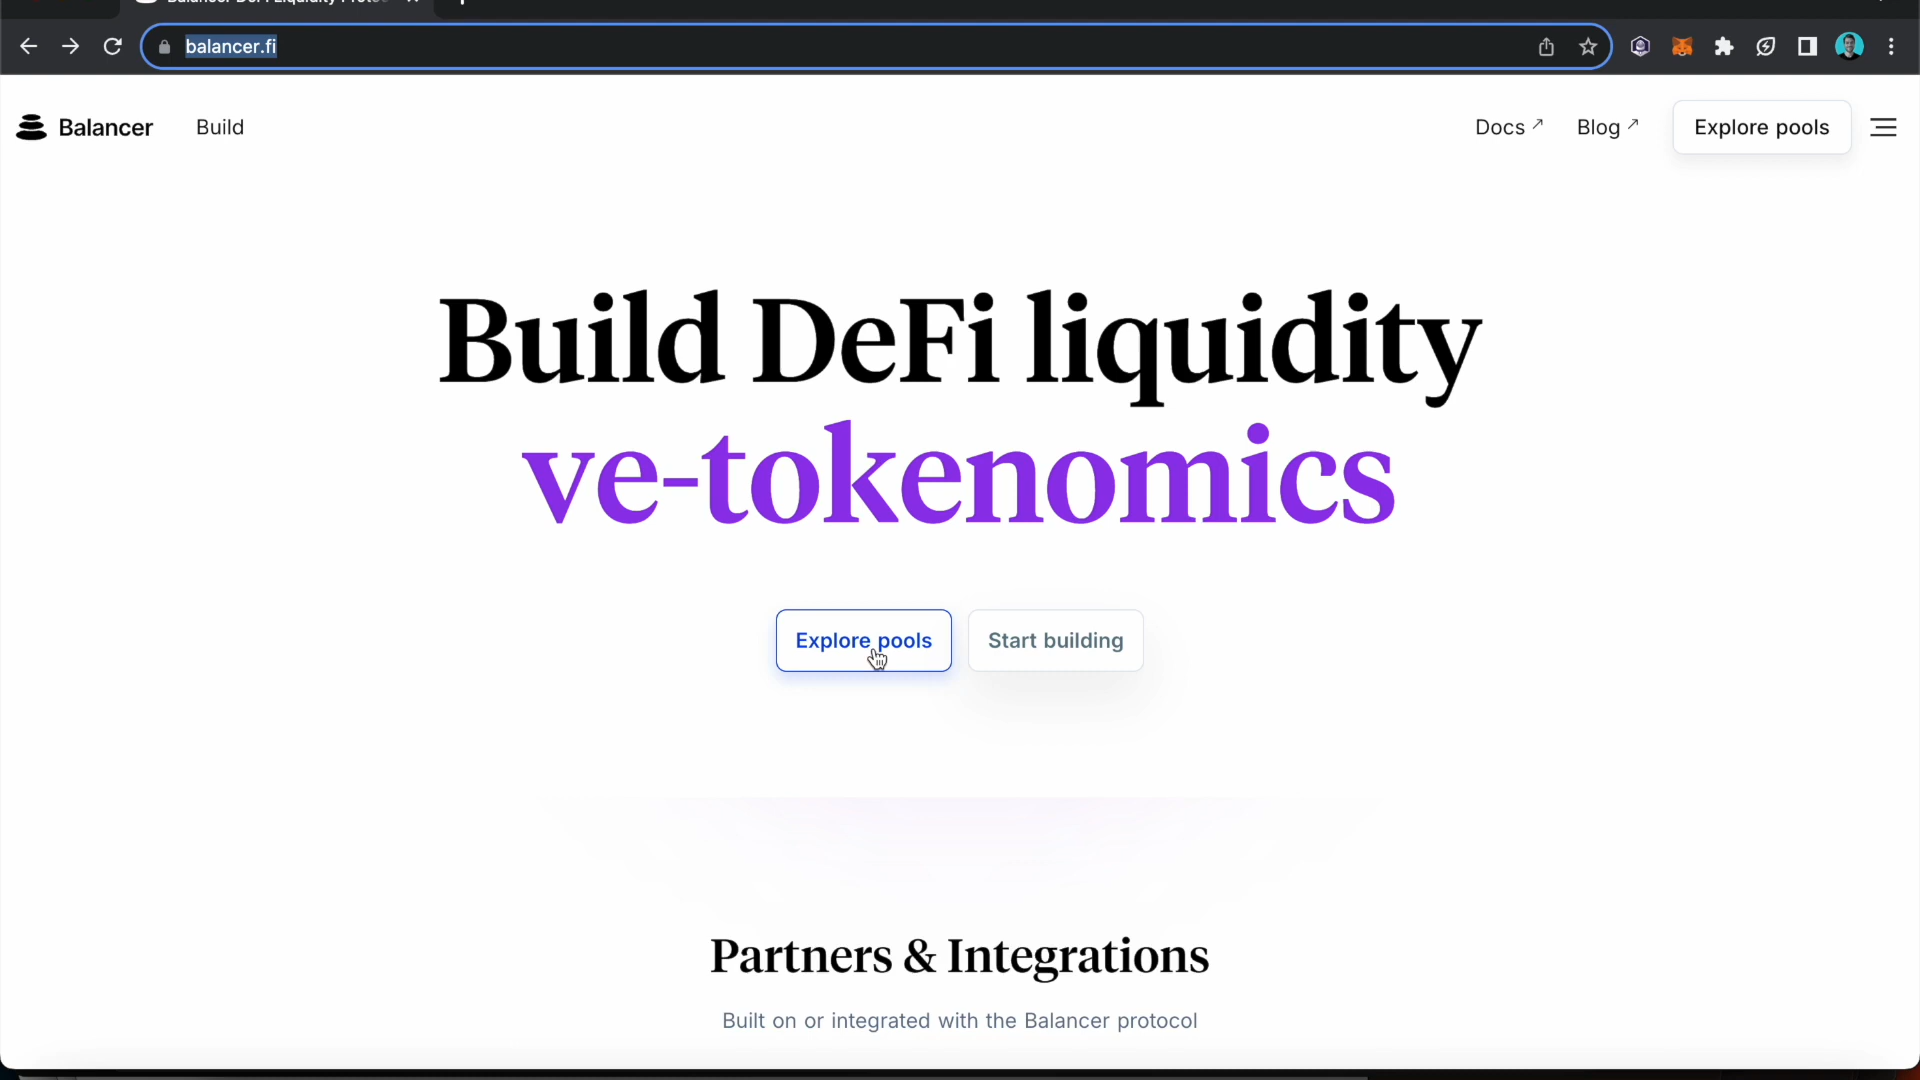 balancer.fi
Balancer Build Docs Blog Explore pools
Build DeFi liquidity
ve-tokenomics
Explore pools Start building
Partners & Integrations
Built on or integrated with the Balancer protocol